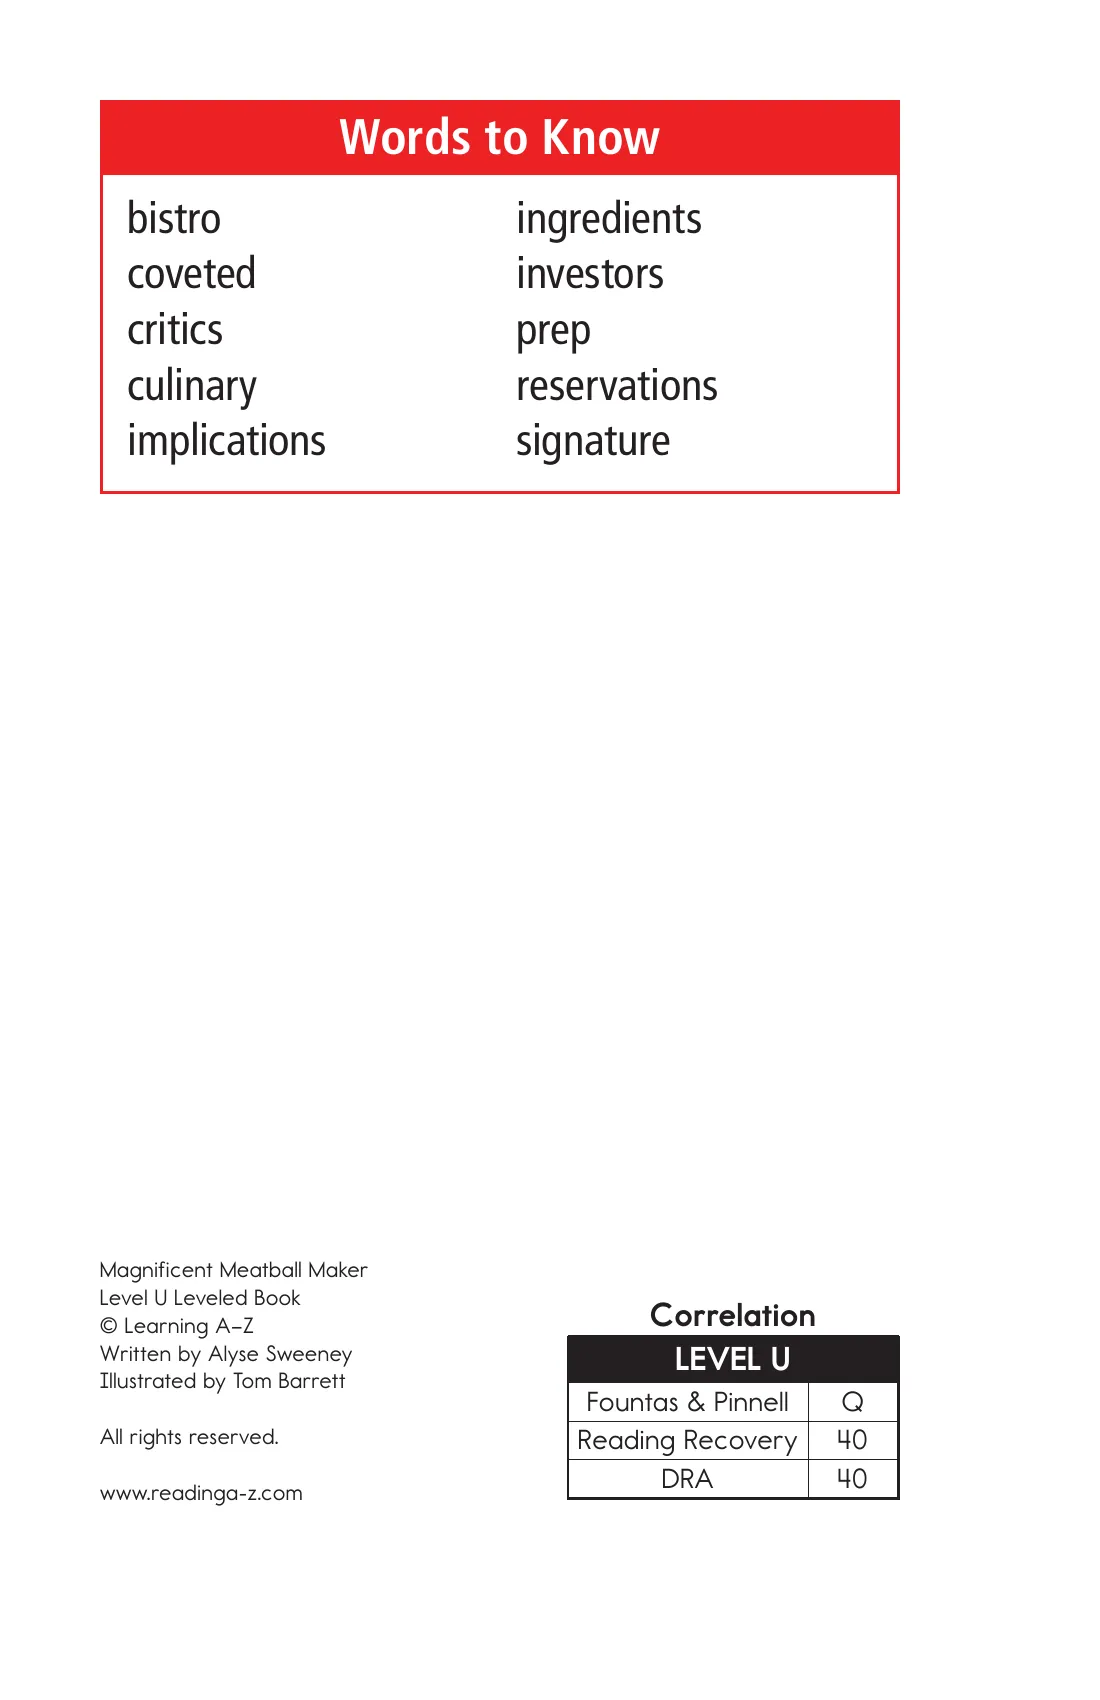 Words to Know
bistro
coveted
critics
culinary
implications
ingredients
investors
prep
reservations
signature
Magnificent Meatball Maker
Level U Leveled Book
© Learning A–Z
Written by Alyse Sweeney
Illustrated by Tom Barrett
All rights reserved.
www.readinga-z.com
Correlation
LEVEL U
Fountas & Pinnell Q
Reading Recovery 40
DRA 40